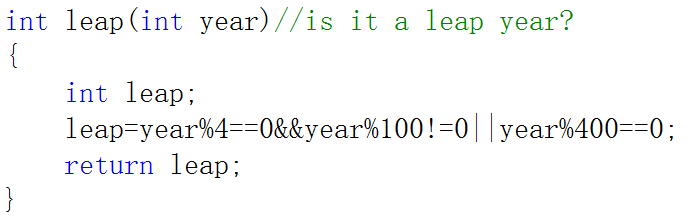 int leap(int year)//is it a leap year?
{
    int leap;
    leap=year%4==0&&year%100!=0||year%400==0;
    return leap;
}